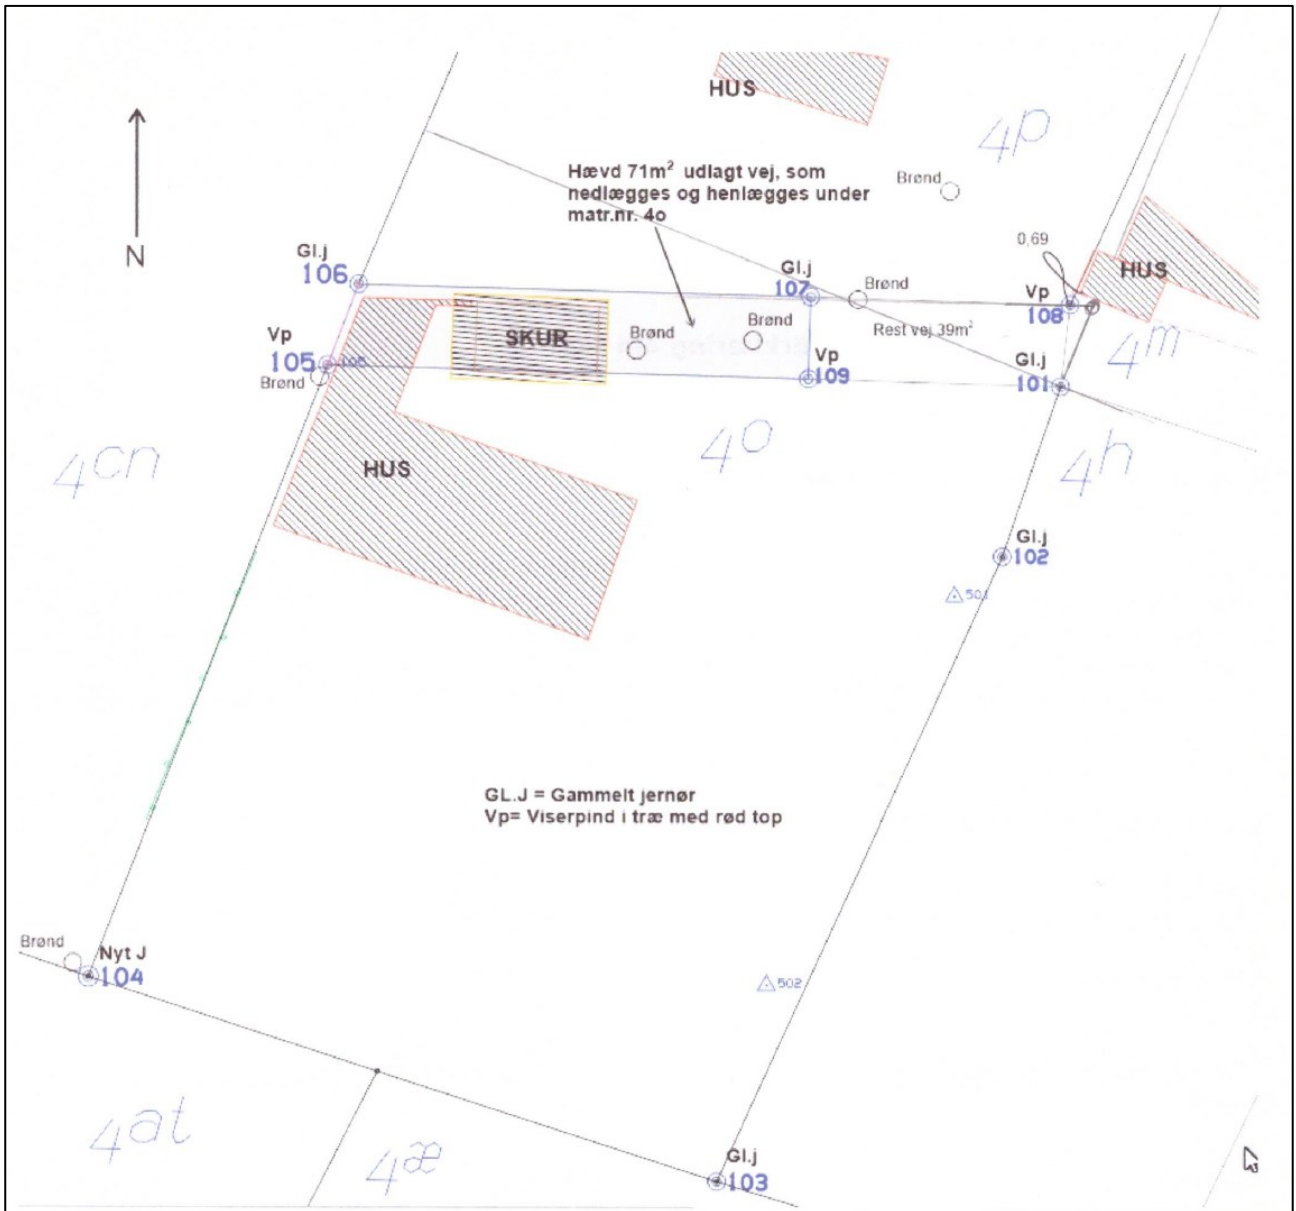 HUS
4p
Hævd 71m² udlagt vej, som
nedlægges og henlægges under
matr.nr. 4o
Brønd
N
Gl.j
106
Gl.j
107
Brønd
0,69
HUS
Vp
108
Rest vej 39m²
4m
Vp
105
105
Brønd
SKUR
Brønd
Brønd
Vp
109
Gl.j
101
4cn
HUS
4o
4h
Gl.j
102
501
GL.J = Gammelt jernør
Vp= Viserpind i træ med rød top
Brønd
Nyt J
104
502
4at
4æ
Gl.j
103